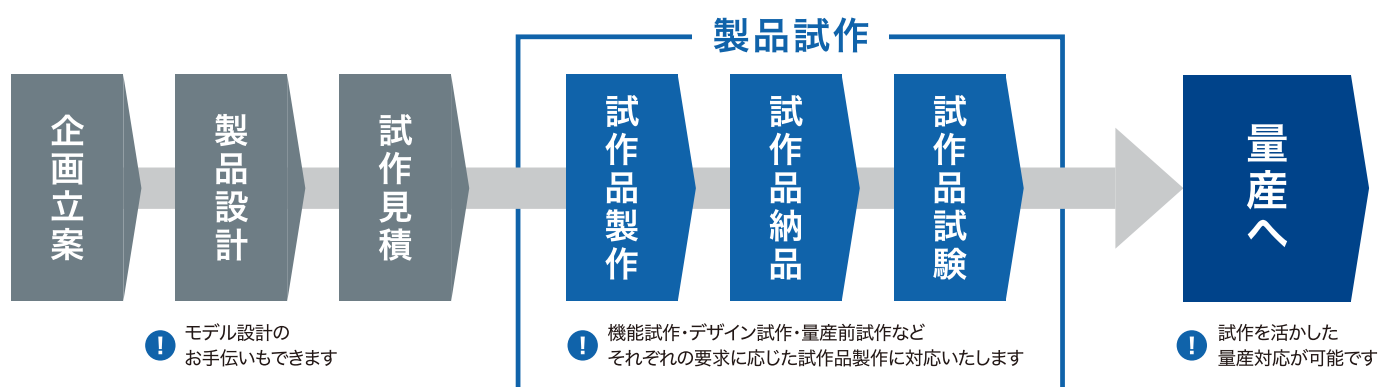 製品試作
企画立案
製品設計
試作見積
試作品製作
試作品納品
試作品試験
量産へ
! モデル設計の
お手伝いもできます
! 機能試作・デザイン試作・量産前試作など
それぞれの要求に応じた試作品製作に対応いたします
! 試作を活かした
量産対応が可能です